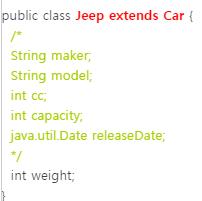 public class Jeep extends Car {
  /*
  String maker;
  String model;
  int cc;
  int capacity;
  java.util.Date releaseDate;
  */
  int weight;
}